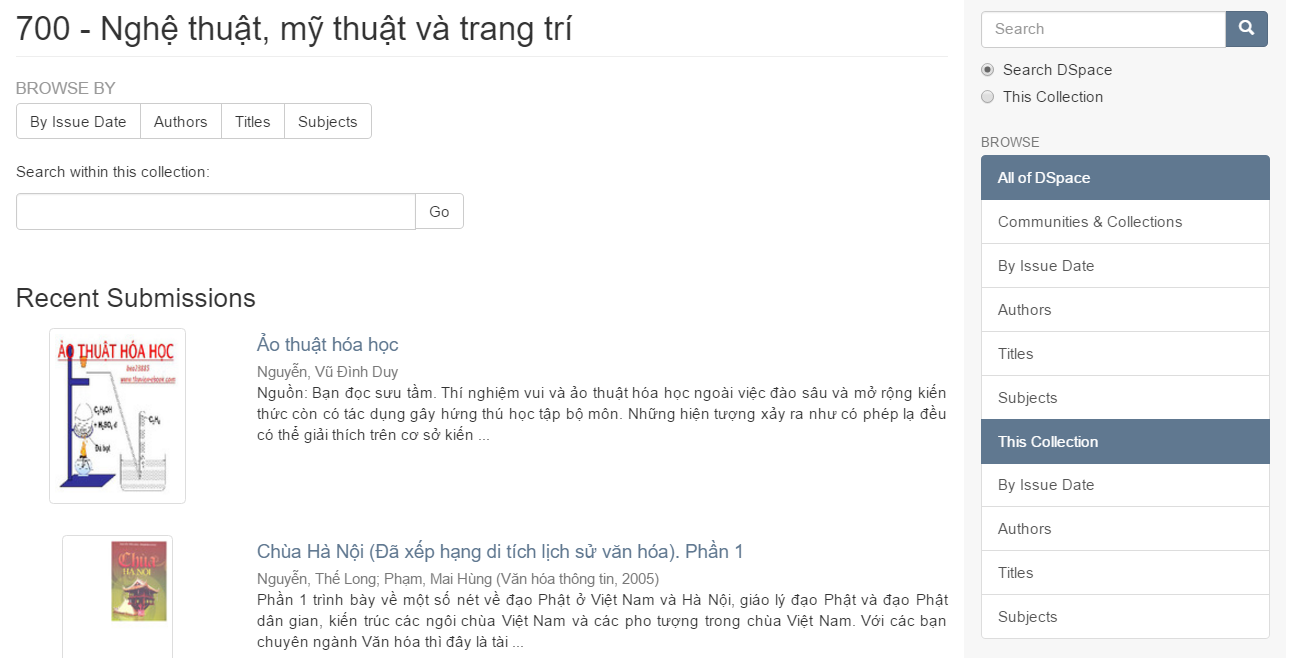 700 - Nghệ thuật, mỹ thuật và trang trí
BROWSE BY
By Issue Date
Authors
Titles
Subjects
Search within this collection:
Go
Recent Submissions
ẢO THUẬT HÓA HỌC
C₂H₅OH
+ H₂SO₄ đ
C₂H₄
Đá bọt
Ảo thuật hóa học
Nguyễn, Vũ Đình Duy
Nguồn: Bạn đọc sưu tầm. Thí nghiệm vui và ảo thuật hóa học ngoài việc đào sâu và mở rộng kiến
thức còn có tác dụng gây hứng thú học tập bộ môn. Những hiện tượng xảy ra như có phép lạ đều
có thể giải thích trên cơ sở kiến ...
Chùa
HÀ NỘI
Chùa Hà Nội (Đã xếp hạng di tích lịch sử văn hóa). Phần 1
Nguyễn, Thế Long; Phạm, Mai Hùng (Văn hóa thông tin, 2005)
Phần 1 trình bày về một số nét về đạo Phật ở Việt Nam và Hà Nội, giáo lý đạo Phật và đạo Phật
dân gian, kiến trúc các ngôi chùa Việt Nam và các pho tượng trong chùa Việt Nam. Với các bạn
chuyên ngành Văn hóa thì đây là tài ...
Search
Search DSpace
This Collection
BROWSE
All of DSpace
Communities & Collections
By Issue Date
Authors
Titles
Subjects
This Collection
By Issue Date
Authors
Titles
Subjects